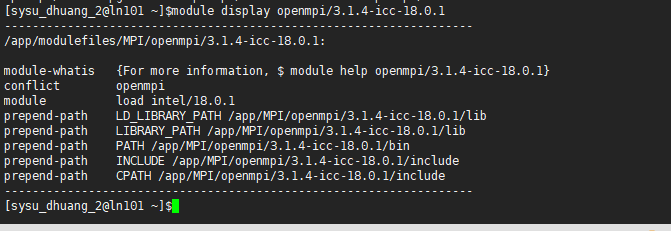 [sysu_dhuang_2@ln101 ~]$module display openmpi/3.1.4-icc-18.0.1
-------------------------------------------------------------------
/app/modulefiles/MPI/openmpi/3.1.4-icc-18.0.1:

module-whatis   {For more information, $ module help openmpi/3.1.4-icc-18.0.1}
conflict        openmpi
module          load intel/18.0.1
prepend-path    LD_LIBRARY_PATH /app/MPI/openmpi/3.1.4-icc-18.0.1/lib
prepend-path    LIBRARY_PATH /app/MPI/openmpi/3.1.4-icc-18.0.1/lib
prepend-path    PATH /app/MPI/openmpi/3.1.4-icc-18.0.1/bin
prepend-path    INCLUDE /app/MPI/openmpi/3.1.4-icc-18.0.1/include
prepend-path    CPATH /app/MPI/openmpi/3.1.4-icc-18.0.1/include
-------------------------------------------------------------------
[sysu_dhuang_2@ln101 ~]$